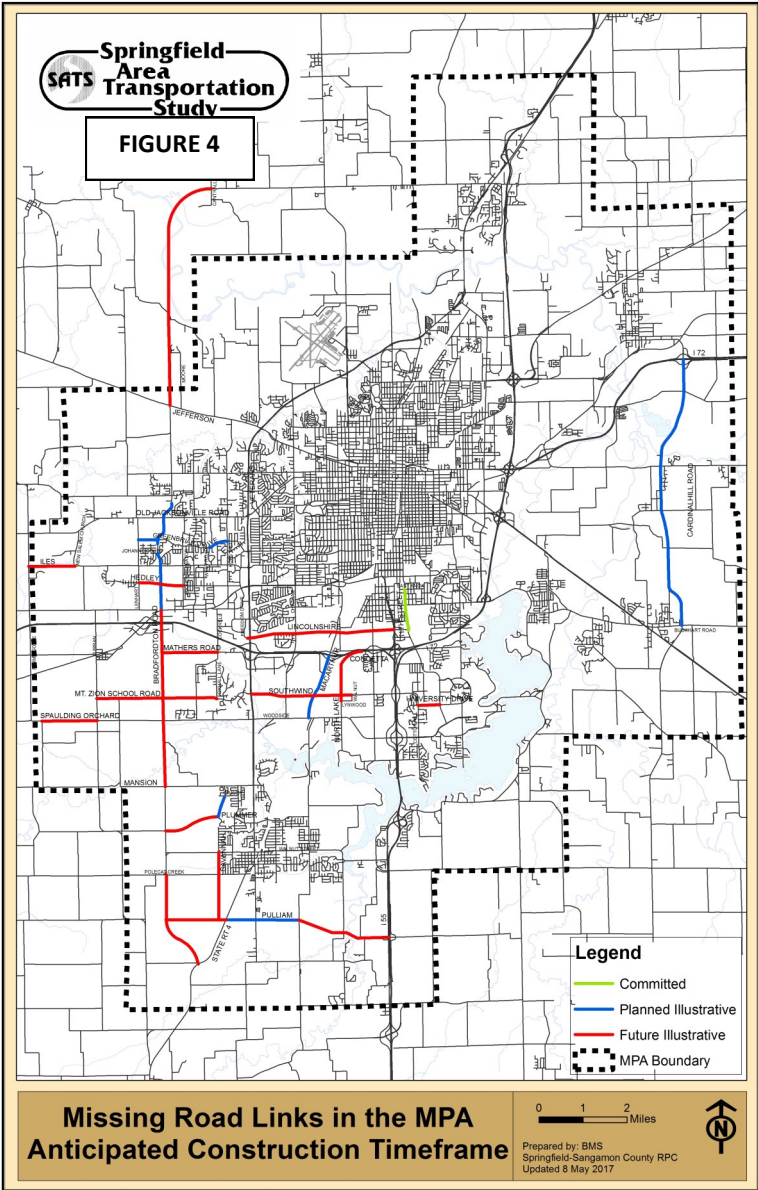 Springfield
Area
Transportation
Study
SATS
FIGURE 4
MOORE
JEFFERSON
I 72
CARDINALHILL ROAD
OLD JACKSONVILLE ROAD
ILES
HEDLEY
BRADFORDTON ROAD
LINCOLNSHIRE
MATHERS ROAD
MACARTHUR
MT. ZION SCHOOL ROAD
SOUTHWIND
LYNWOOD
UNIVERSITY DRIVE
SPAULDING ORCHARD
WOODSIDE
NORTH LAKE
MANSION
PLUMMER
POLECAT CREEK
PULLIAM
STATE RT 4
I 55
Legend
Committed
Planned Illustrative
Future Illustrative
MPA Boundary
Missing Road Links in the MPA
Anticipated Construction Timeframe
0 1 2
Miles
N
Prepared by: BMS
Springfield-Sangamon County RPC
Updated 8 May 2017